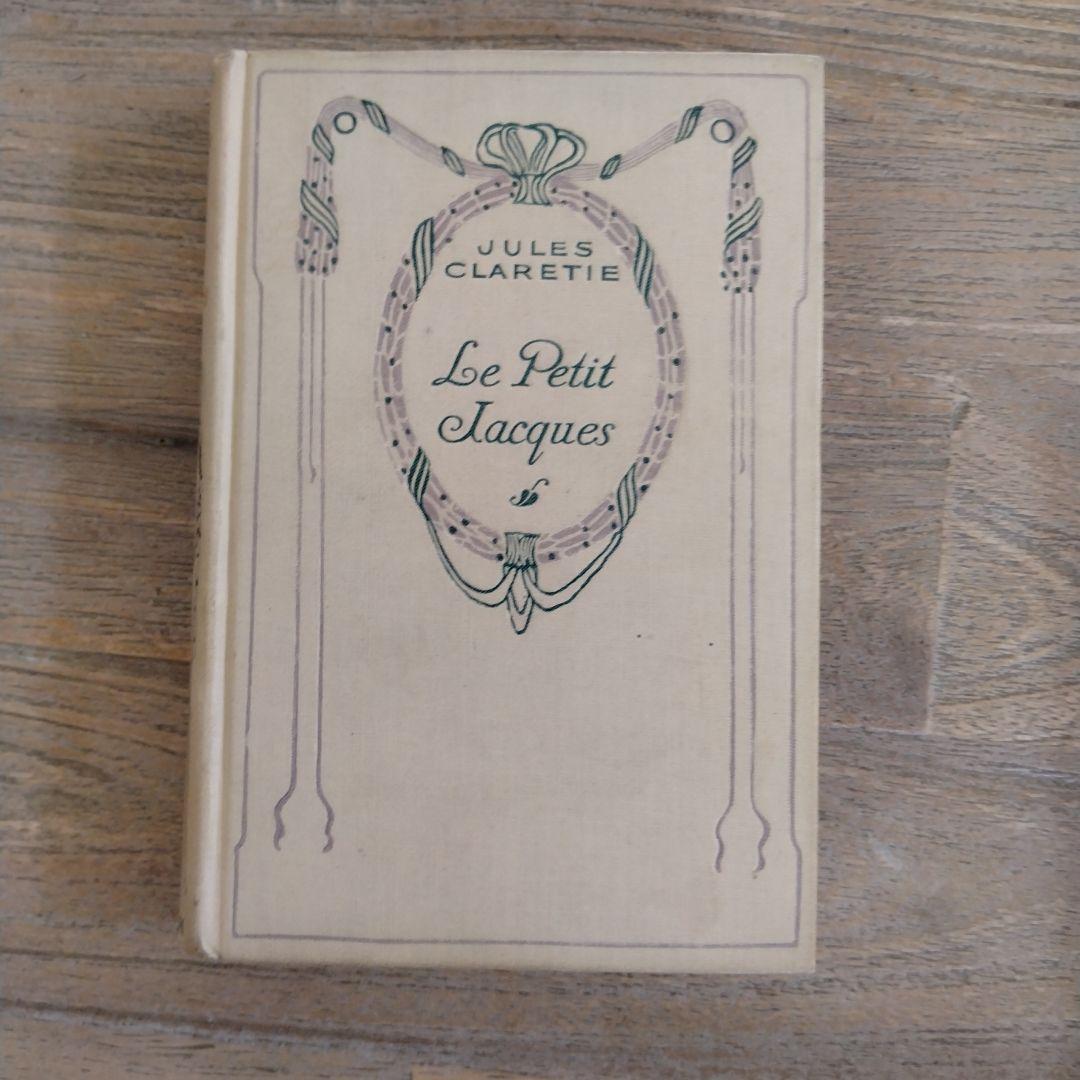 JULES
CLARETIE
Le Petit
Jacques